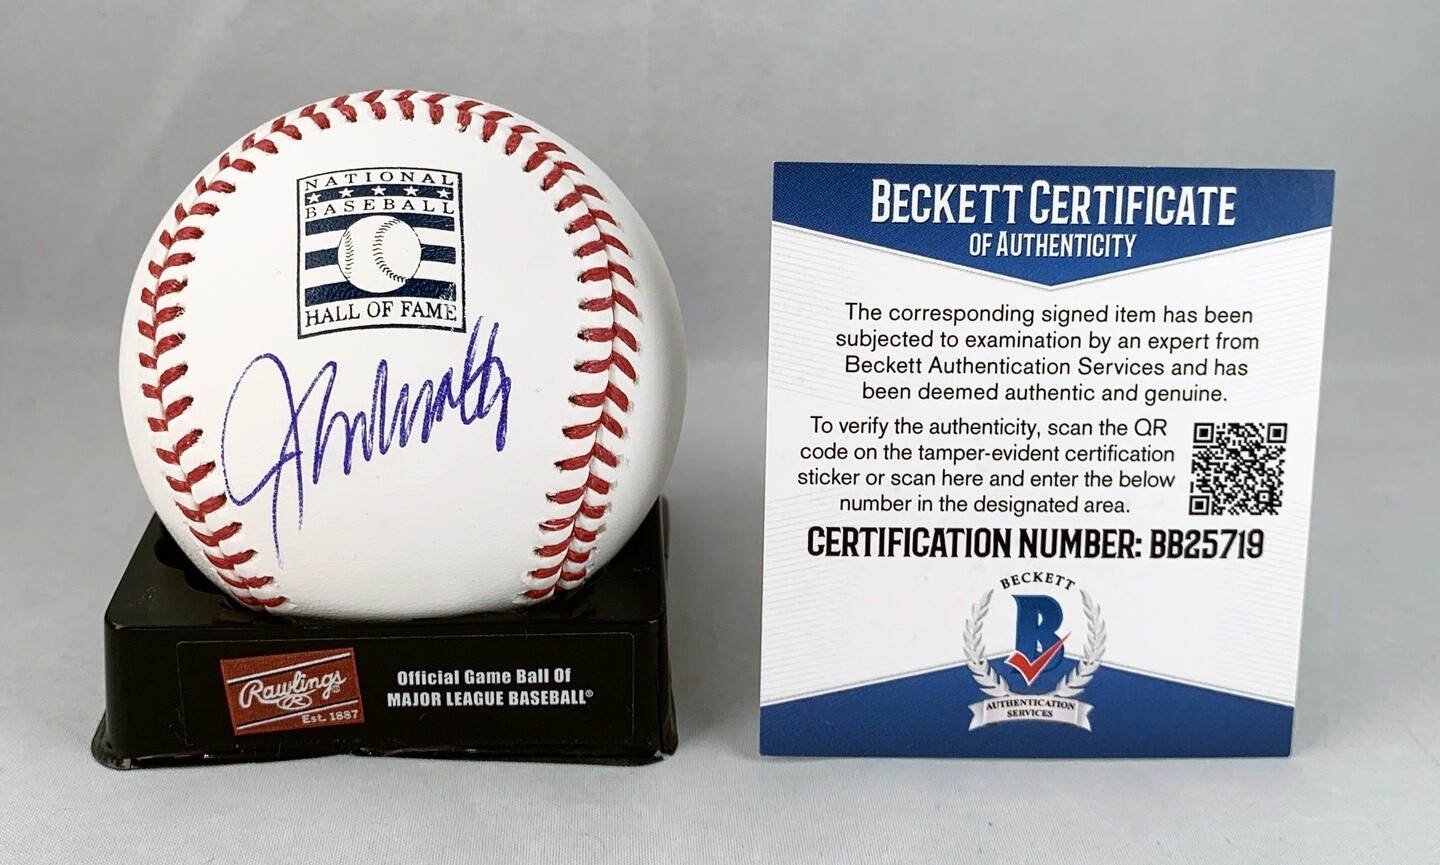 NATIONAL
BASEBALL
HALL OF FAME
Rawlings
R
Est. 1887
Official Game Ball Of
MAJOR LEAGUE BASEBALL®
BECKETT CERTIFICATE
OF AUTHENTICITY
The corresponding signed item has been
subjected to examination by an expert from
Beckett Authentication Services and has
been deemed authentic and genuine.
To verify the authenticity, scan the QR
code on the tamper-evident certification
sticker or scan here and enter the below
number in the designated area.
CERTIFICATION NUMBER: BB25719
BECKETT
B
AUTHENTICATION
SERVICES